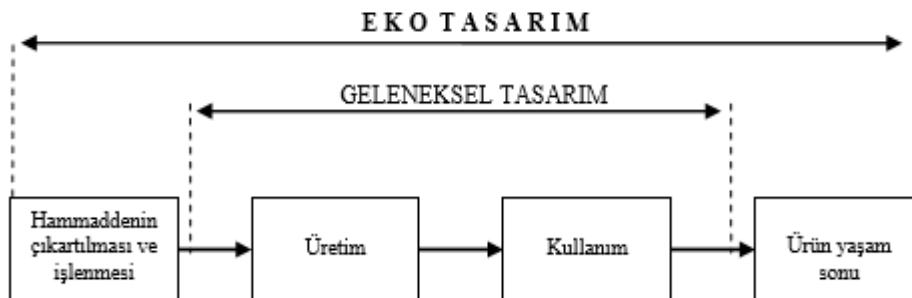 EKO TASARIM
GELENEKSEL TASARIM
Hammaddenin
çıkartılması ve
işlenmesi
Üretim
Kullanım
Ürün yaşam
sonu